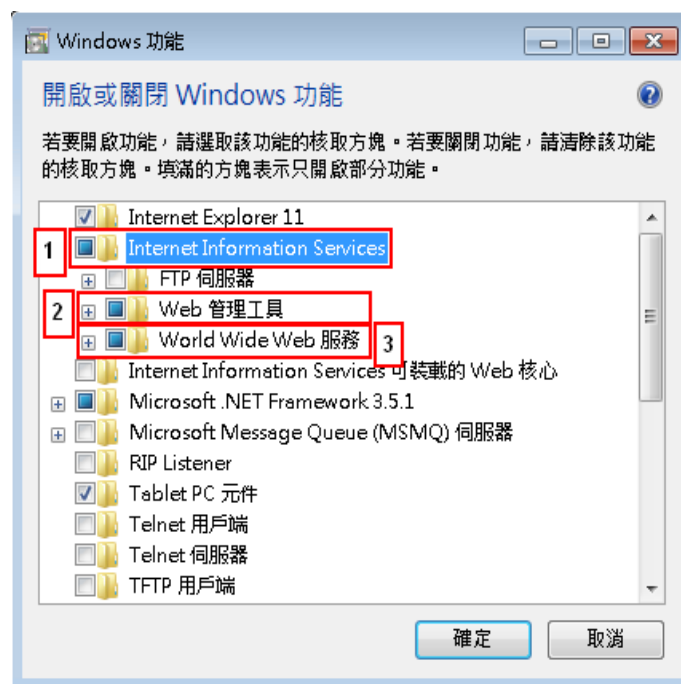 Windows 功能
開啟或關閉 Windows 功能
若要開啟功能，請選取該功能的核取方塊。若要關閉功能，請清除該功能
的核取方塊。填滿的方塊表示只開啟部分功能。
Internet Explorer 11
1 Internet Information Services
FTP 伺服器
2 Web 管理工具
World Wide Web 服務 3
Internet Information Services 可裝載的 Web 核心
Microsoft .NET Framework 3.5.1
Microsoft Message Queue (MSMQ) 伺服器
RIP Listener
Tablet PC 元件
Telnet 用戶端
Telnet 伺服器
TFTP 用戶端
確定 取消